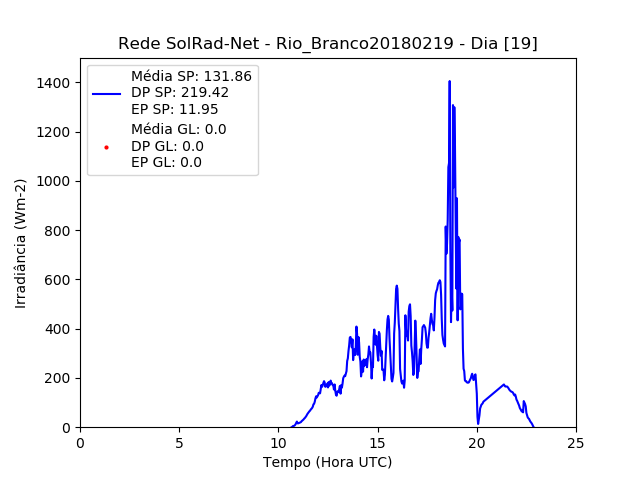 Rede SolRad-Net - Rio_Branco20180219 - Dia [19]
Média SP: 131.86
DP SP: 219.42
EP SP: 11.95
Média GL: 0.0
DP GL: 0.0
EP GL: 0.0
Irradiância (Wm-2)
1400
1200
1000
800
600
400
200
0
0 5 10 15 20 25
Tempo (Hora UTC)